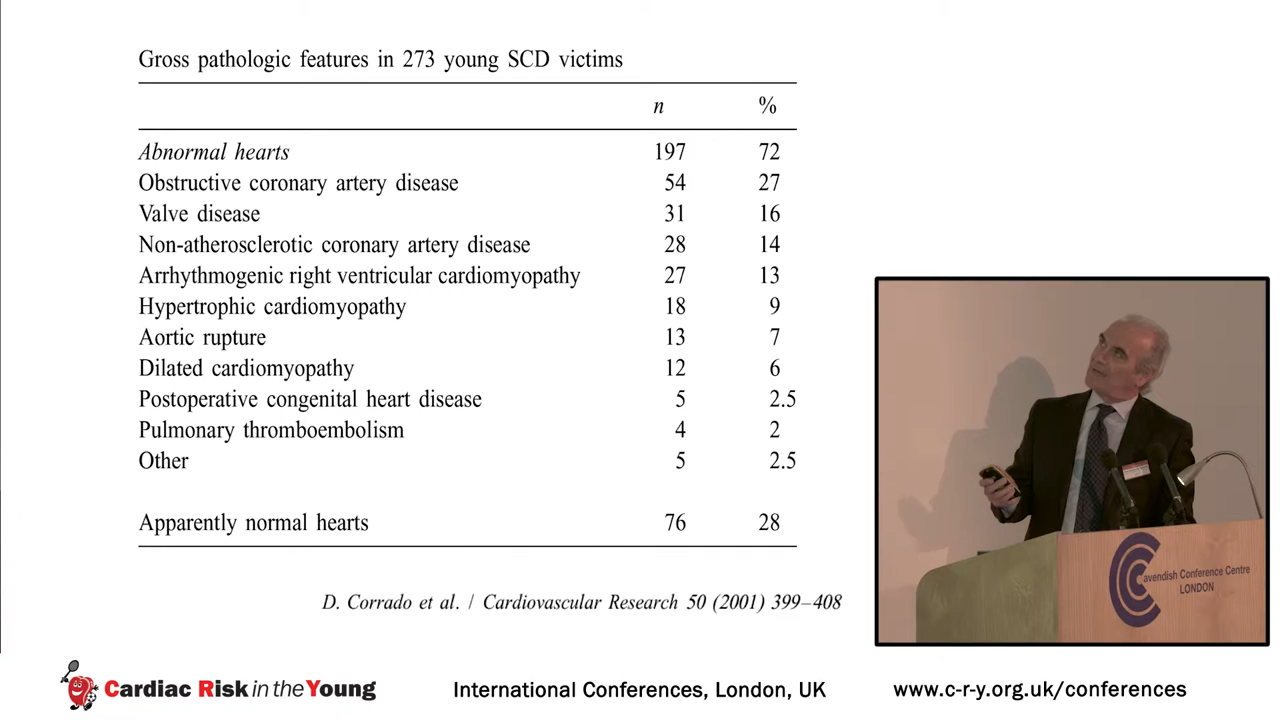 Gross pathologic features in 273 young SCD victims
n %
Abnormal hearts 197 72
Obstructive coronary artery disease 54 27
Valve disease 31 16
Non-atherosclerotic coronary artery disease 28 14
Arrhythmogenic right ventricular cardiomyopathy 27 13
Hypertrophic cardiomyopathy 18 9
Aortic rupture 13 7
Dilated cardiomyopathy 12 6
Postoperative congenital heart disease 5 2.5
Pulmonary thromboembolism 4 2
Other 5 2.5
Apparently normal hearts 76 28
D. Corrado et al. / Cardiovascular Research 50 (2001) 399–408
Cavendish Conference Centre
LONDON
Cardiac Risk in the Young
International Conferences, London, UK
www.c-r-y.org.uk/conferences